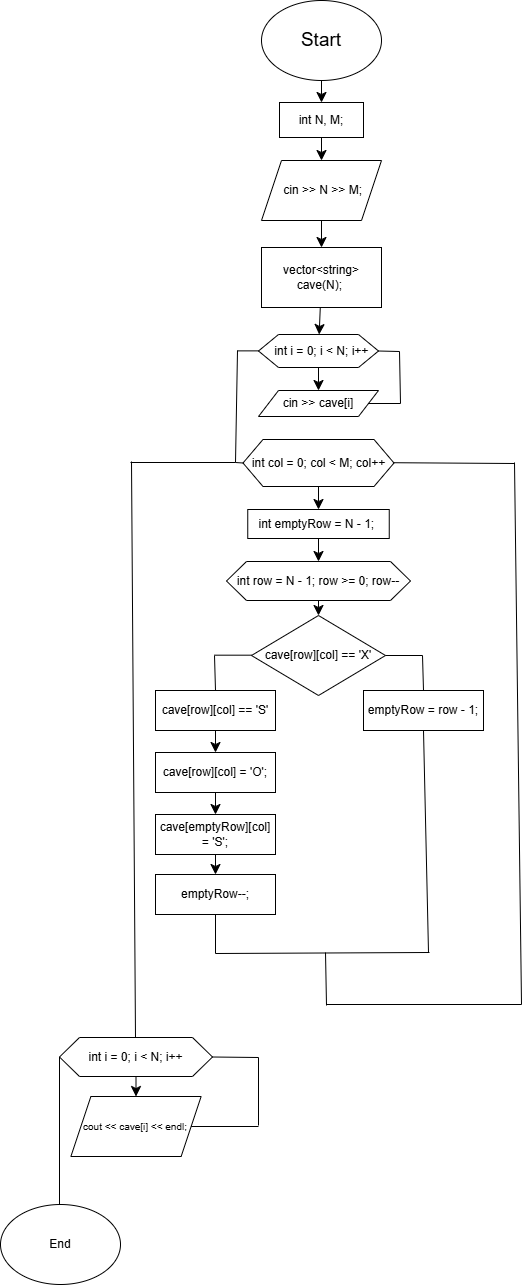 Start
int N, M;
cin >> N >> M;
vector<string>
cave(N);
int i = 0; i < N; i++
cin >> cave[i]
int col = 0; col < M; col++
int emptyRow = N - 1;
int row = N - 1; row >= 0; row--
cave[row][col] == 'X'
cave[row][col] == 'S'
emptyRow = row - 1;
cave[row][col] = 'O';
cave[emptyRow][col]
= 'S';
emptyRow--;
int i = 0; i < N; i++
cout << cave[i] << endl;
End